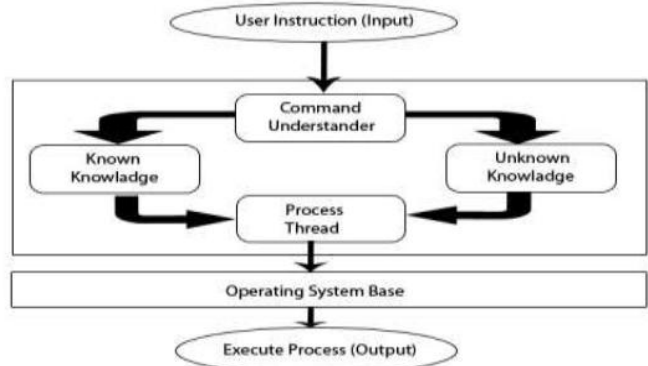 User Instruction (Input)
Command
Understander
Known
Knowladge
Unknown
Knowladge
Process
Thread
Operating System Base
Execute Process (Output)